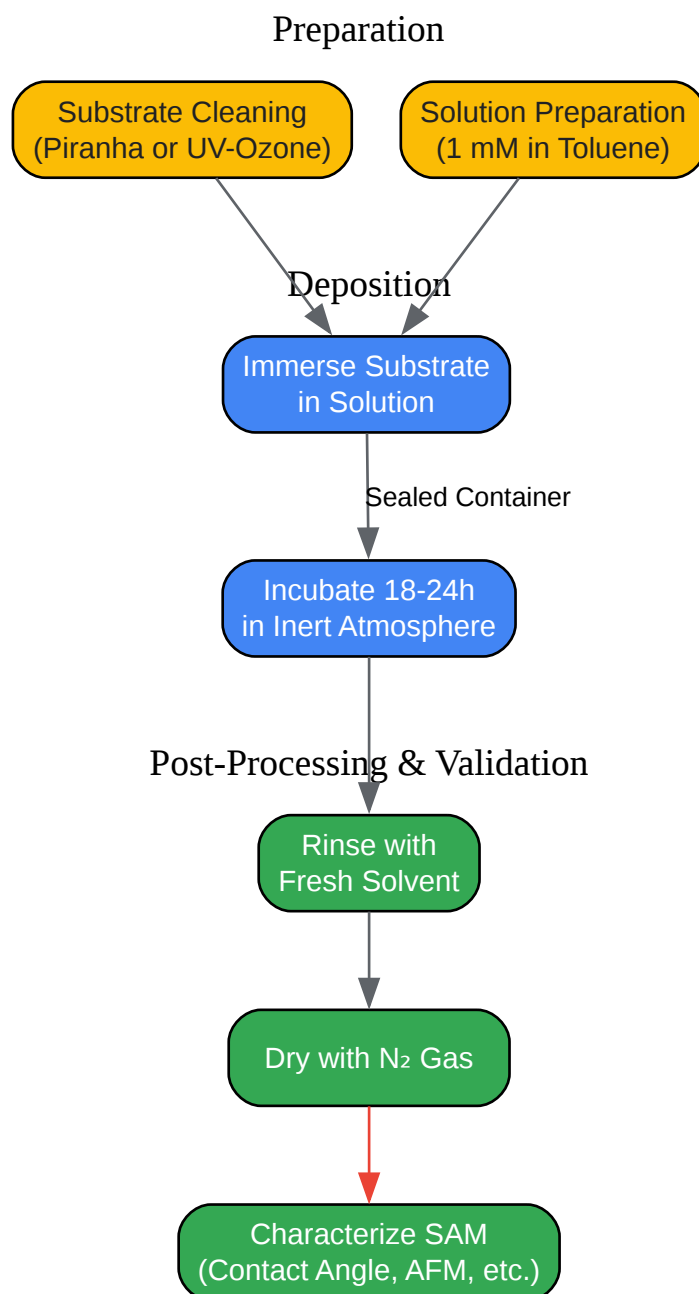 Preparation
Substrate Cleaning
(Piranha or UV-Ozone)
Solution Preparation
(1 mM in Toluene)
Deposition
Immerse Substrate
in Solution
Sealed Container
Incubate 18-24h
in Inert Atmosphere
Post-Processing & Validation
Rinse with
Fresh Solvent
Dry with N₂ Gas
Characterize SAM
(Contact Angle, AFM, etc.)